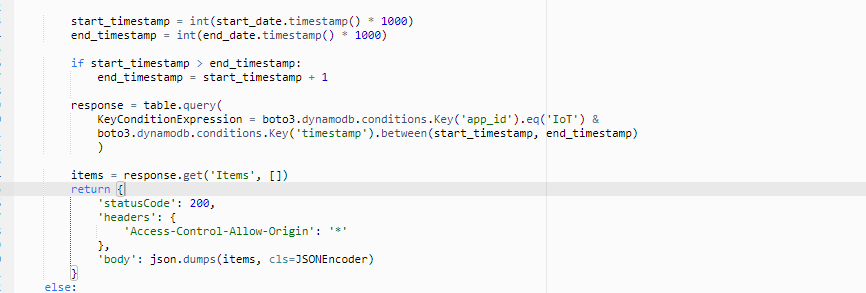 start_timestamp = int(start_date.timestamp() * 1000)
end_timestamp = int(end_date.timestamp() * 1000)
if start_timestamp > end_timestamp:
end_timestamp = start_timestamp + 1
response = table.query(
KeyConditionExpression = boto3.dynamodb.conditions.Key('app_id').eq('IoT') &
boto3.dynamodb.conditions.Key('timestamp').between(start_timestamp, end_timestamp)
)
items = response.get('Items', [])
return {
'statusCode': 200,
'headers': {
'Access-Control-Allow-Origin': '*'
},
'body': json.dumps(items, cls=JSONEncoder)
}
else: